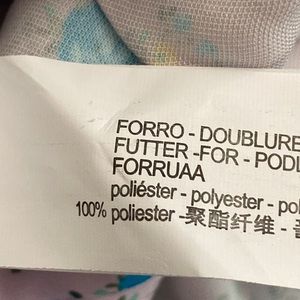 FORRO - DOUBLURE
FUTTER -FOR - PODL
FORRUAA
poliéster - polyester - pol
100% poliester -聚酯纤维 -